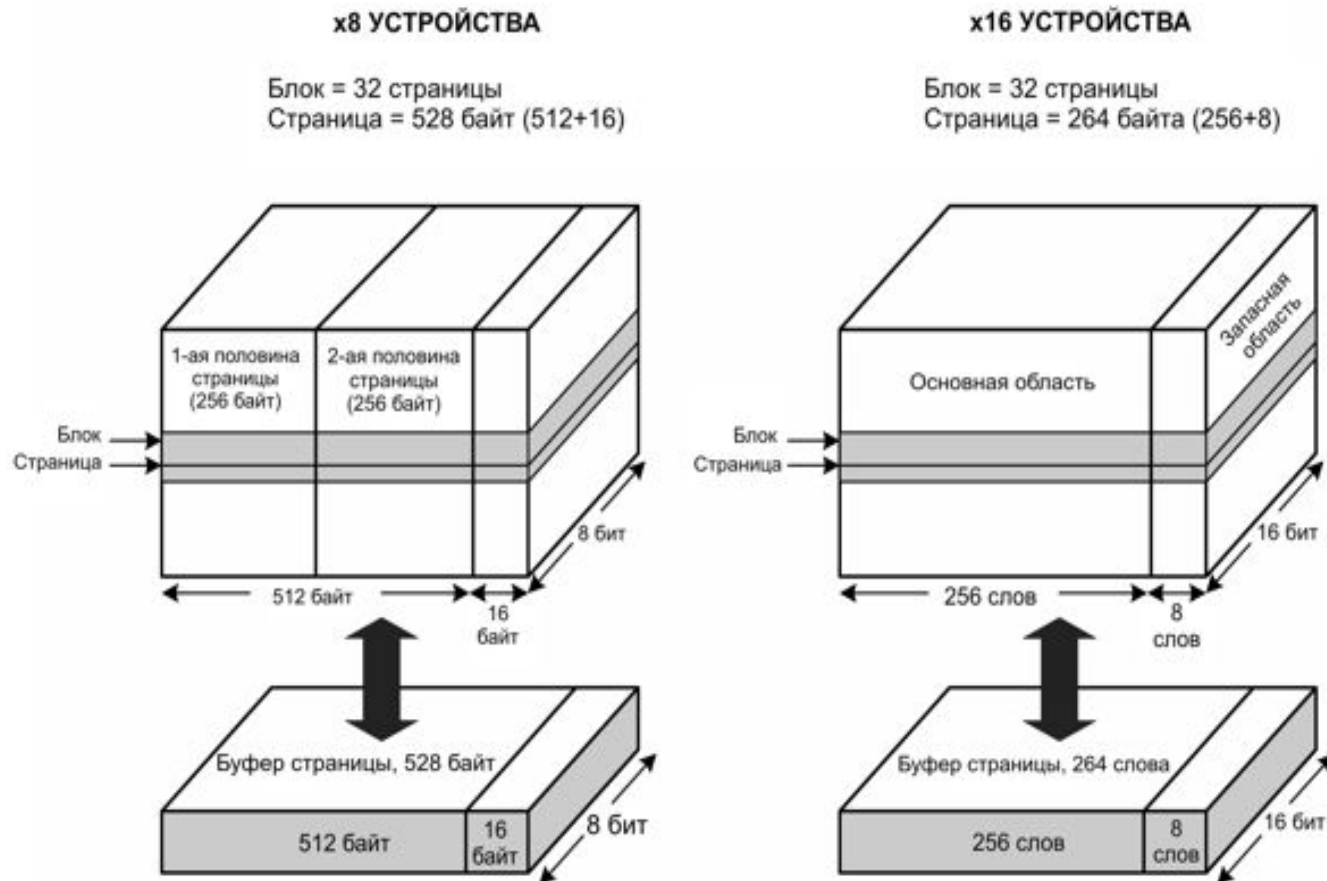 x8 УСТРОЙСТВА
Блок = 32 страницы
Страница = 528 байт (512+16)
1-ая половина
страницы
(256 байт)
2-ая половина
страницы
(256 байт)
Блок
Страница
8 бит
512 байт
16
байт
Буфер страницы, 528 байт
512 байт
16
байт
8 бит
x16 УСТРОЙСТВА
Блок = 32 страницы
Страница = 264 байта (256+8)
Запасная
область
Основная область
Блок
Страница
16 бит
256 слов
8
слов
Буфер страницы, 264 слова
256 слов
8
слов
16 бит